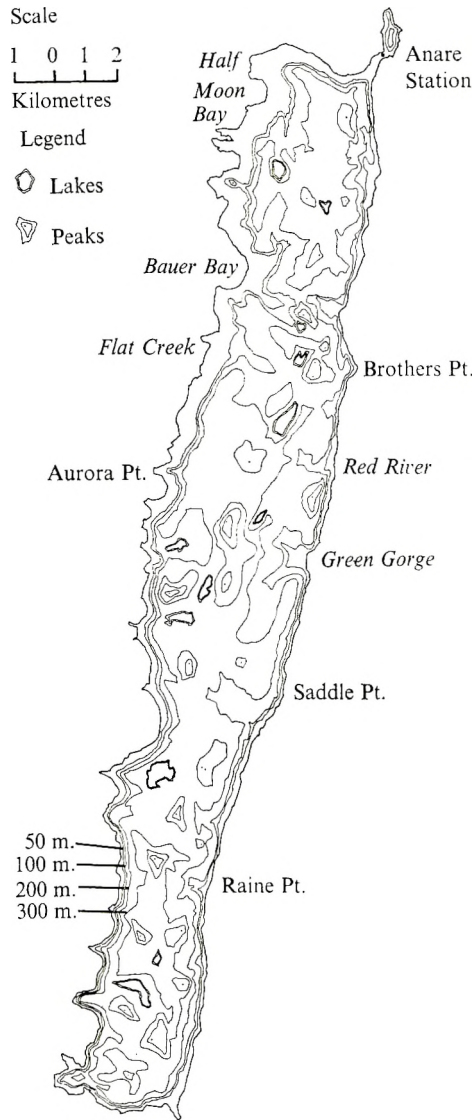 Scale
1 0 1 2
Kilometres
Legend
Lakes
Peaks
Half
Moon
Bay
Anare
Station
Bauer Bay
Flat Creek
Brothers Pt.
Aurora Pt.
Red River
Green Gorge
Saddle Pt.
50 m.
100 m.
200 m.
300 m.
Raine Pt.